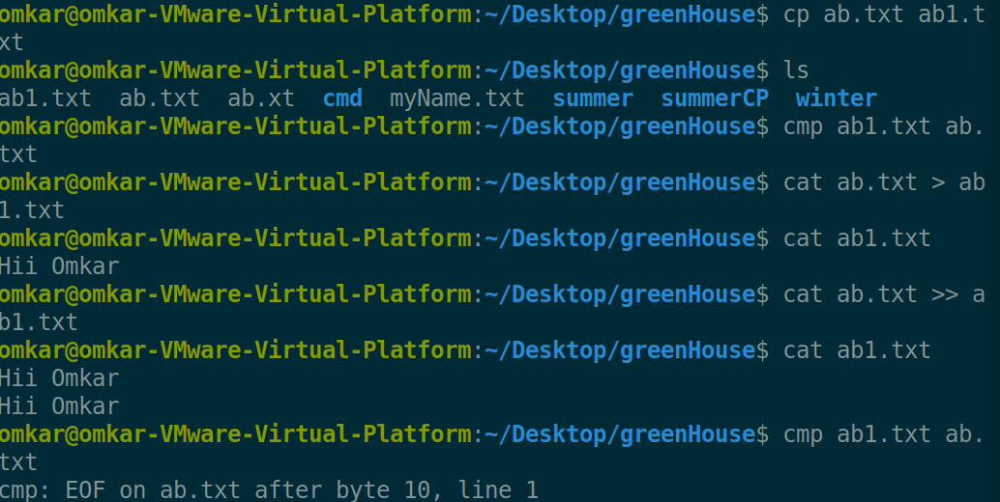 omkar@omkar-VMware-Virtual-Platform:~/Desktop/greenHouse$ cp ab.txt ab1.t
xt
omkar@omkar-VMware-Virtual-Platform:~/Desktop/greenHouse$ ls
ab1.txt  ab.txt  ab.xt  cmd  myName.txt  summer  summerCP  winter
omkar@omkar-VMware-Virtual-Platform:~/Desktop/greenHouse$ cmp ab1.txt ab.
txt
omkar@omkar-VMware-Virtual-Platform:~/Desktop/greenHouse$ cat ab.txt > ab
1.txt
omkar@omkar-VMware-Virtual-Platform:~/Desktop/greenHouse$ cat ab1.txt
Hii Omkar
omkar@omkar-VMware-Virtual-Platform:~/Desktop/greenHouse$ cat ab.txt >> a
b1.txt
omkar@omkar-VMware-Virtual-Platform:~/Desktop/greenHouse$ cat ab1.txt
Hii Omkar
Hii Omkar
omkar@omkar-VMware-Virtual-Platform:~/Desktop/greenHouse$ cmp ab1.txt ab.
txt
cmp: EOF on ab.txt after byte 10, line 1